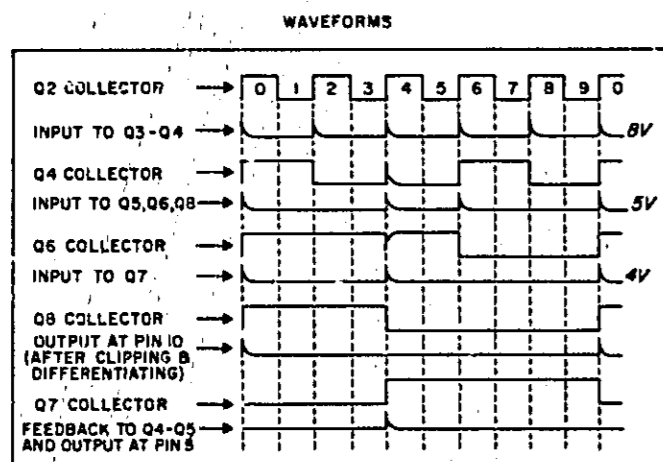 WAVEFORMS
Q2 COLLECTOR
0 1 2 3 4 5 6 7 8 9 0
INPUT TO Q3-Q4
8V
Q4 COLLECTOR
INPUT TO Q5,Q6,Q8
5V
Q6 COLLECTOR
INPUT TO Q7
4V
Q8 COLLECTOR
OUTPUT AT PIN 10
(AFTER CLIPPING &
DIFFERENTIATING)
Q7 COLLECTOR
FEEDBACK TO Q4-Q5
AND OUTPUT AT PIN 5